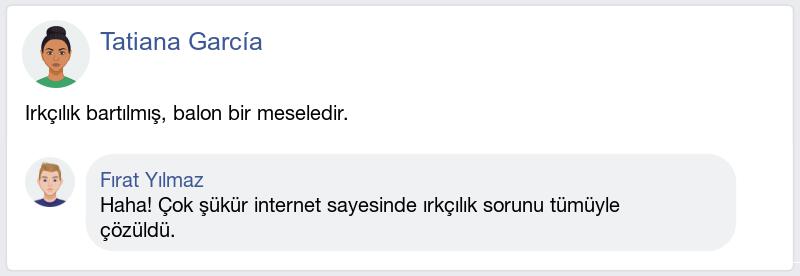 Tatiana García
Irkçılık bartılmış, balon bir meseledir.
Fırat Yılmaz
Haha! Çok şükür internet sayesinde ırkçılık sorunu tümüyle
çözüldü.